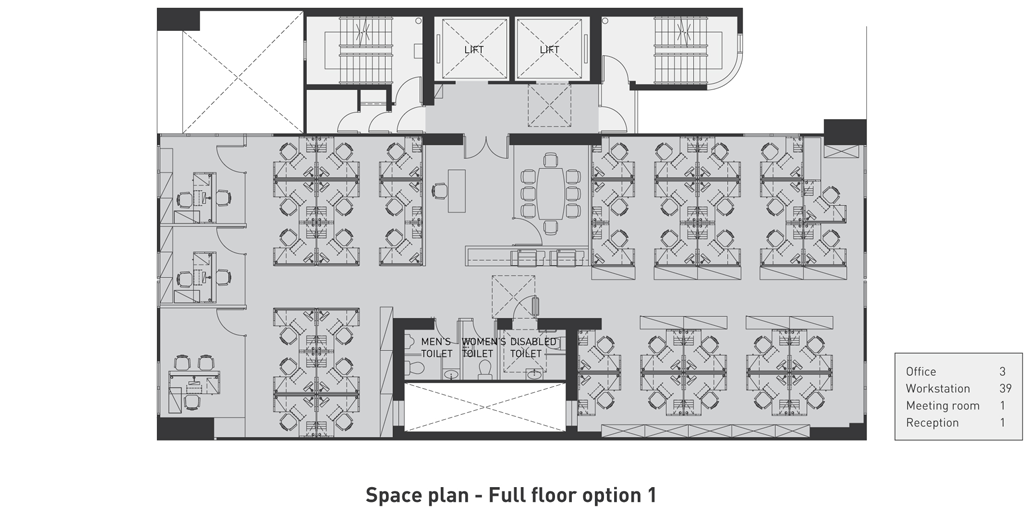 LIFT
LIFT
MEN'S
TOILET
WOMEN'S
TOILET
DISABLED
TOILET
Office 3
Workstation 39
Meeting room 1
Reception 1
Space plan - Full floor option 1